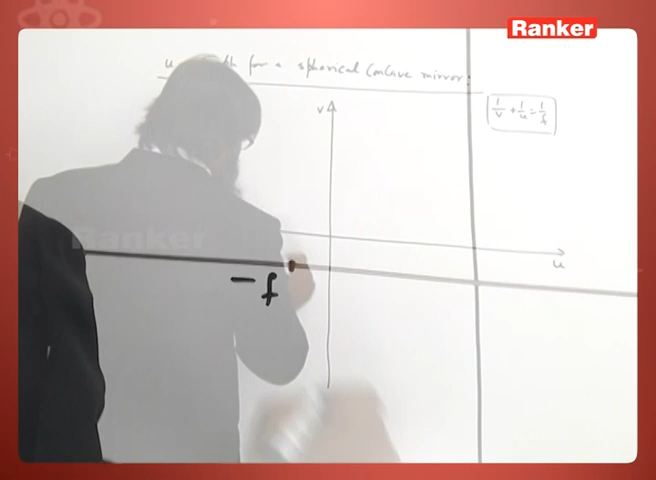 Ranker
u for a spherical Concave mirror:
v
1/v + 1/u = 1/f
Ranker
u
- f